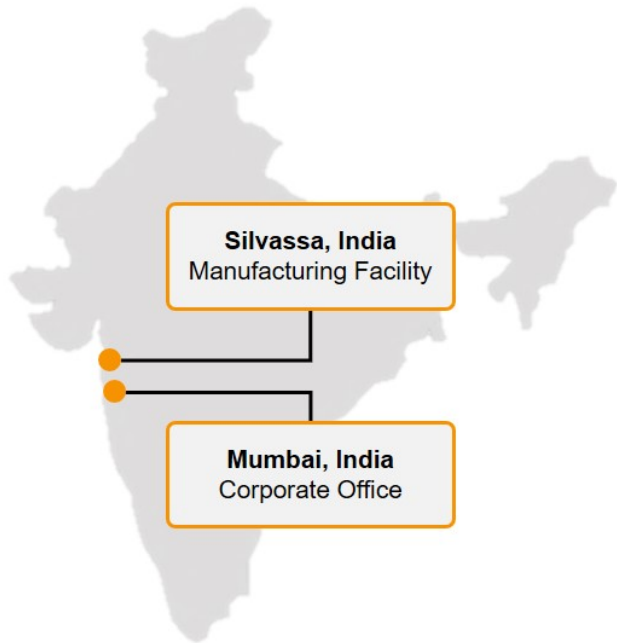 Silvassa, India
Manufacturing Facility
Mumbai, India
Corporate Office